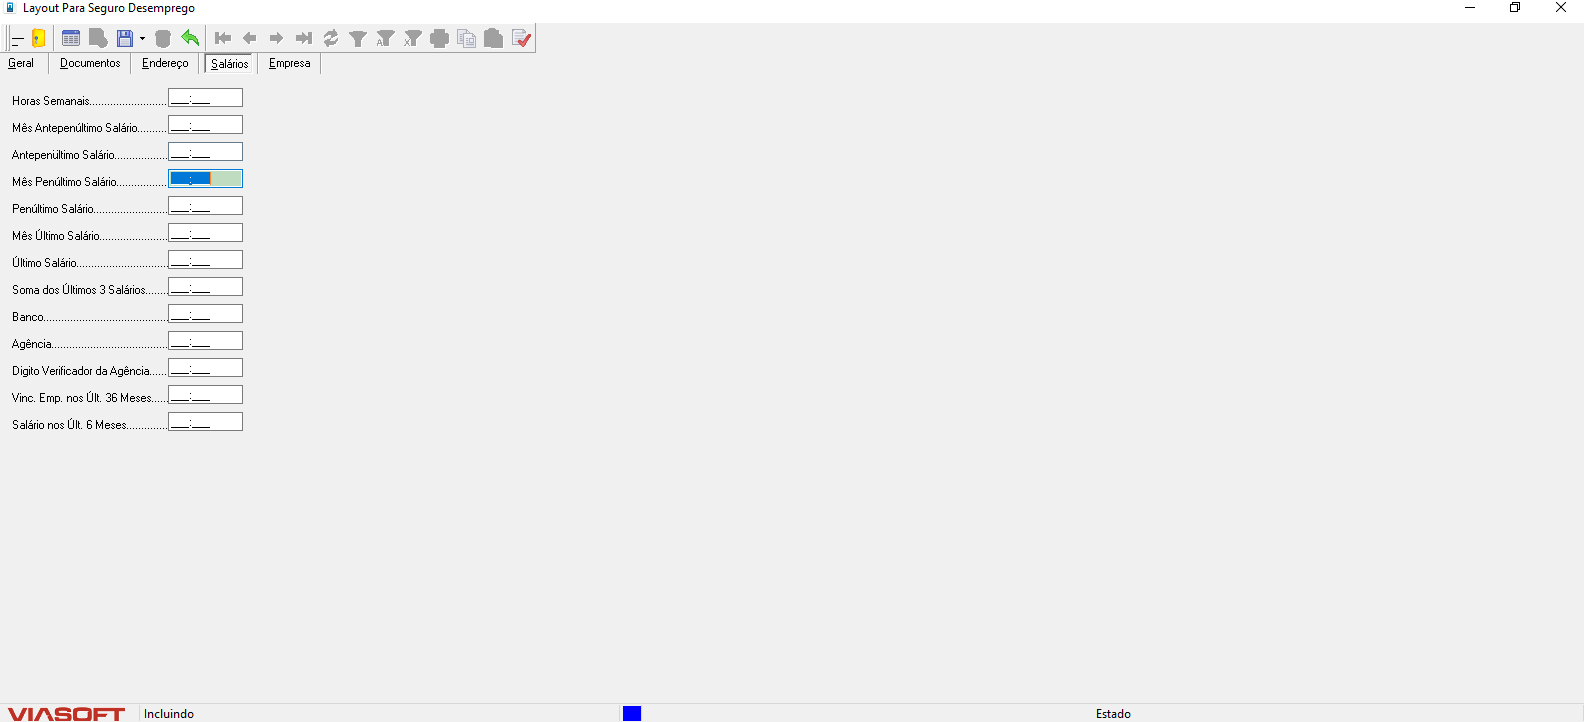 Layout Para Seguro Desemprego
Geral Documentos Endereço Salários Empresa
Horas Semanais.......................... ___:___
Mês Antepenúltimo Salário.......... ___:___
Antepenúltimo Salário.................. ___:___
Mês Penúltimo Salário................. ___:___
Penúltimo Salário......................... ___:___
Mês Último Salário....................... ___:___
Último Salário............................... ___:___
Soma dos Últimos 3 Salários........ ___:___
Banco.......................................... ___:___
Agência....................................... ___:___
Digito Verificador da Agência...... ___:___
Vinc. Emp. nos Últ. 36 Meses...... ___:___
Salário nos Últ. 6 Meses.............. ___:___
VIASOFT Incluindo Estado